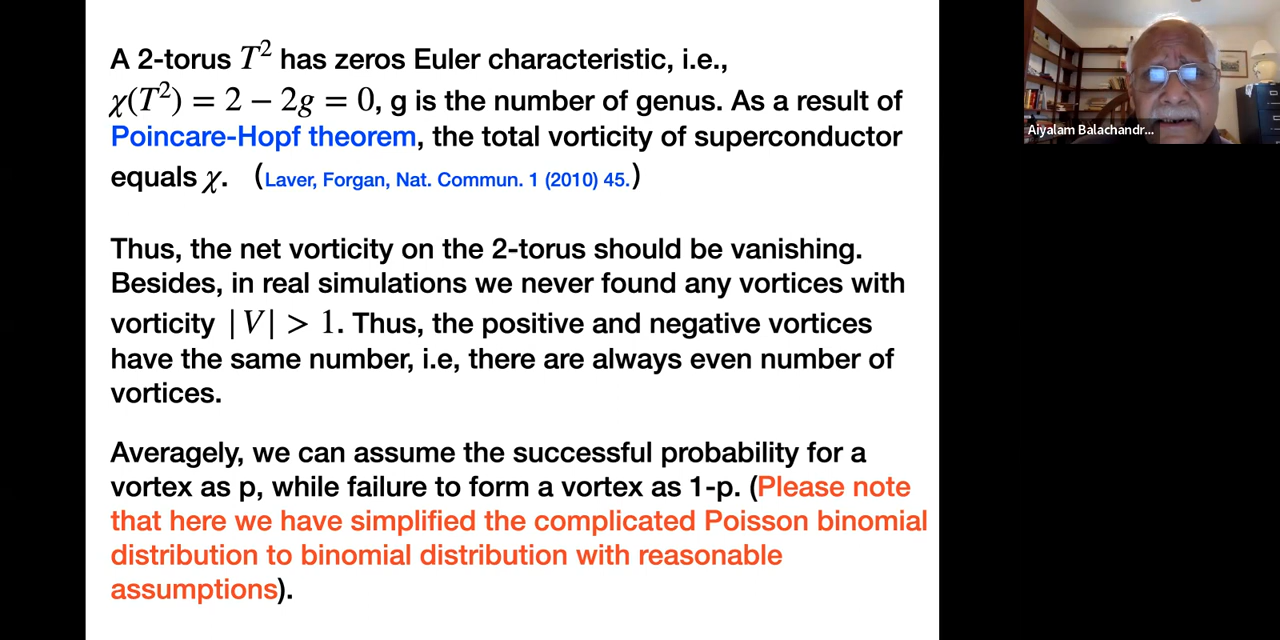 A 2-torus T² has zeros Euler characteristic, i.e.,
χ(T²) = 2 − 2g = 0, g is the number of genus. As a result of
Poincare-Hopf theorem, the total vorticity of superconductor
equals χ. (Laver, Forgan, Nat. Commun. 1 (2010) 45.)
Thus, the net vorticity on the 2-torus should be vanishing.
Besides, in real simulations we never found any vortices with
vorticity |V| > 1. Thus, the positive and negative vortices
have the same number, i.e, there are always even number of
vortices.
Averagely, we can assume the successful probability for a
vortex as p, while failure to form a vortex as 1-p. (Please note
that here we have simplified the complicated Poisson binomial
distribution to binomial distribution with reasonable
assumptions).
Aiyalam Balachandr...